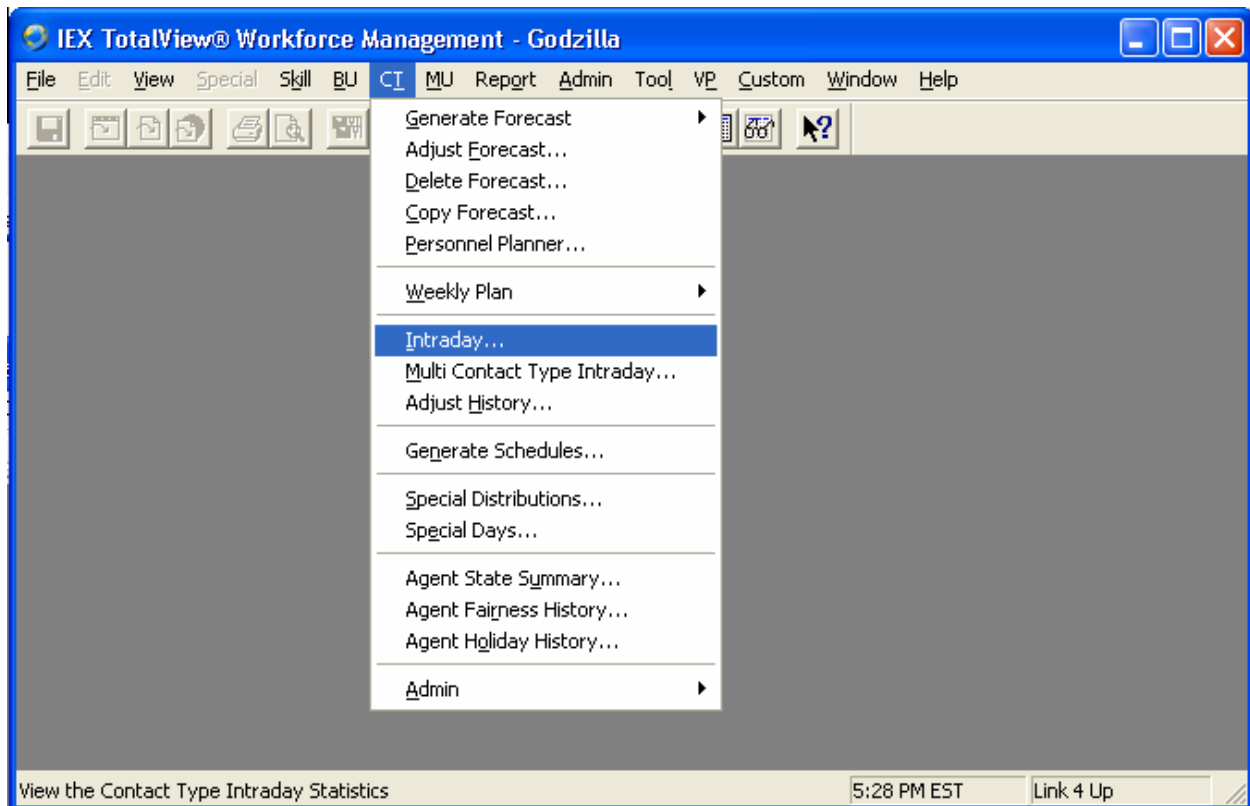 IEX TotalView® Workforce Management - Godzilla
File Edit View Special Skill BU CT MU Report Admin Tool VP Custom Window Help
Generate Forecast
Adjust Forecast...
Delete Forecast...
Copy Forecast...
Personnel Planner...
Weekly Plan
Intraday...
Multi Contact Type Intraday...
Adjust History...
Generate Schedules...
Special Distributions...
Special Days...
Agent State Summary...
Agent Fairness History...
Agent Holiday History...
Admin
View the Contact Type Intraday Statistics 5:28 PM EST Link 4 Up